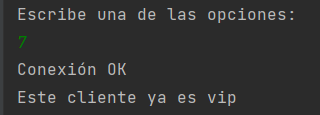 Escribe una de las opciones:
7
Conexión OK
Este cliente ya es vip